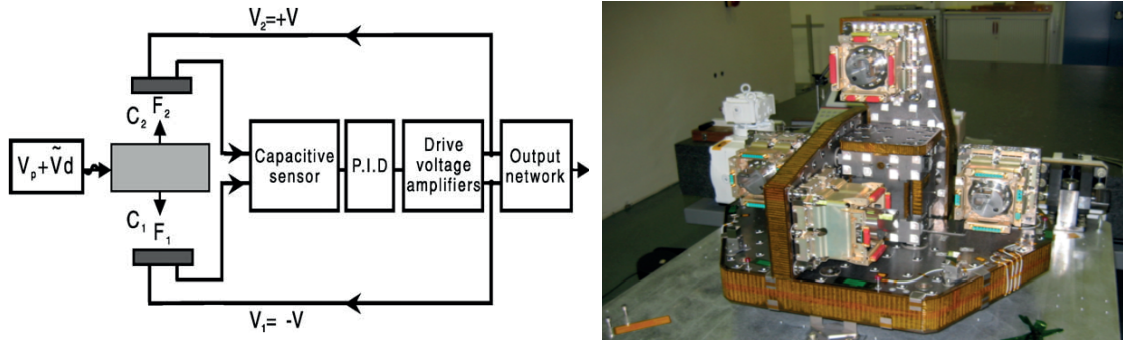 V₂=+V
C₂ F₂
Vₚ+Ṽd
Capacitive
sensor
P.I.D
Drive
voltage
amplifiers
Output
network
C₁ F₁
V₁= -V